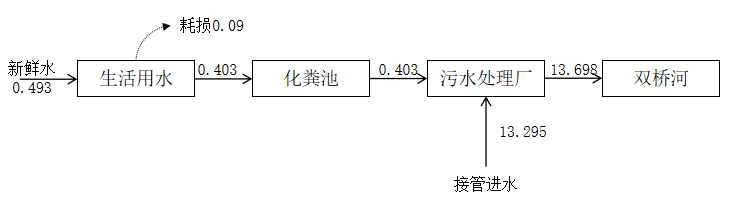 耗损0.09
新鲜水
0.493
生活用水
0.403
化粪池
0.403
污水处理厂
13.698
双桥河
13.295
接管进水